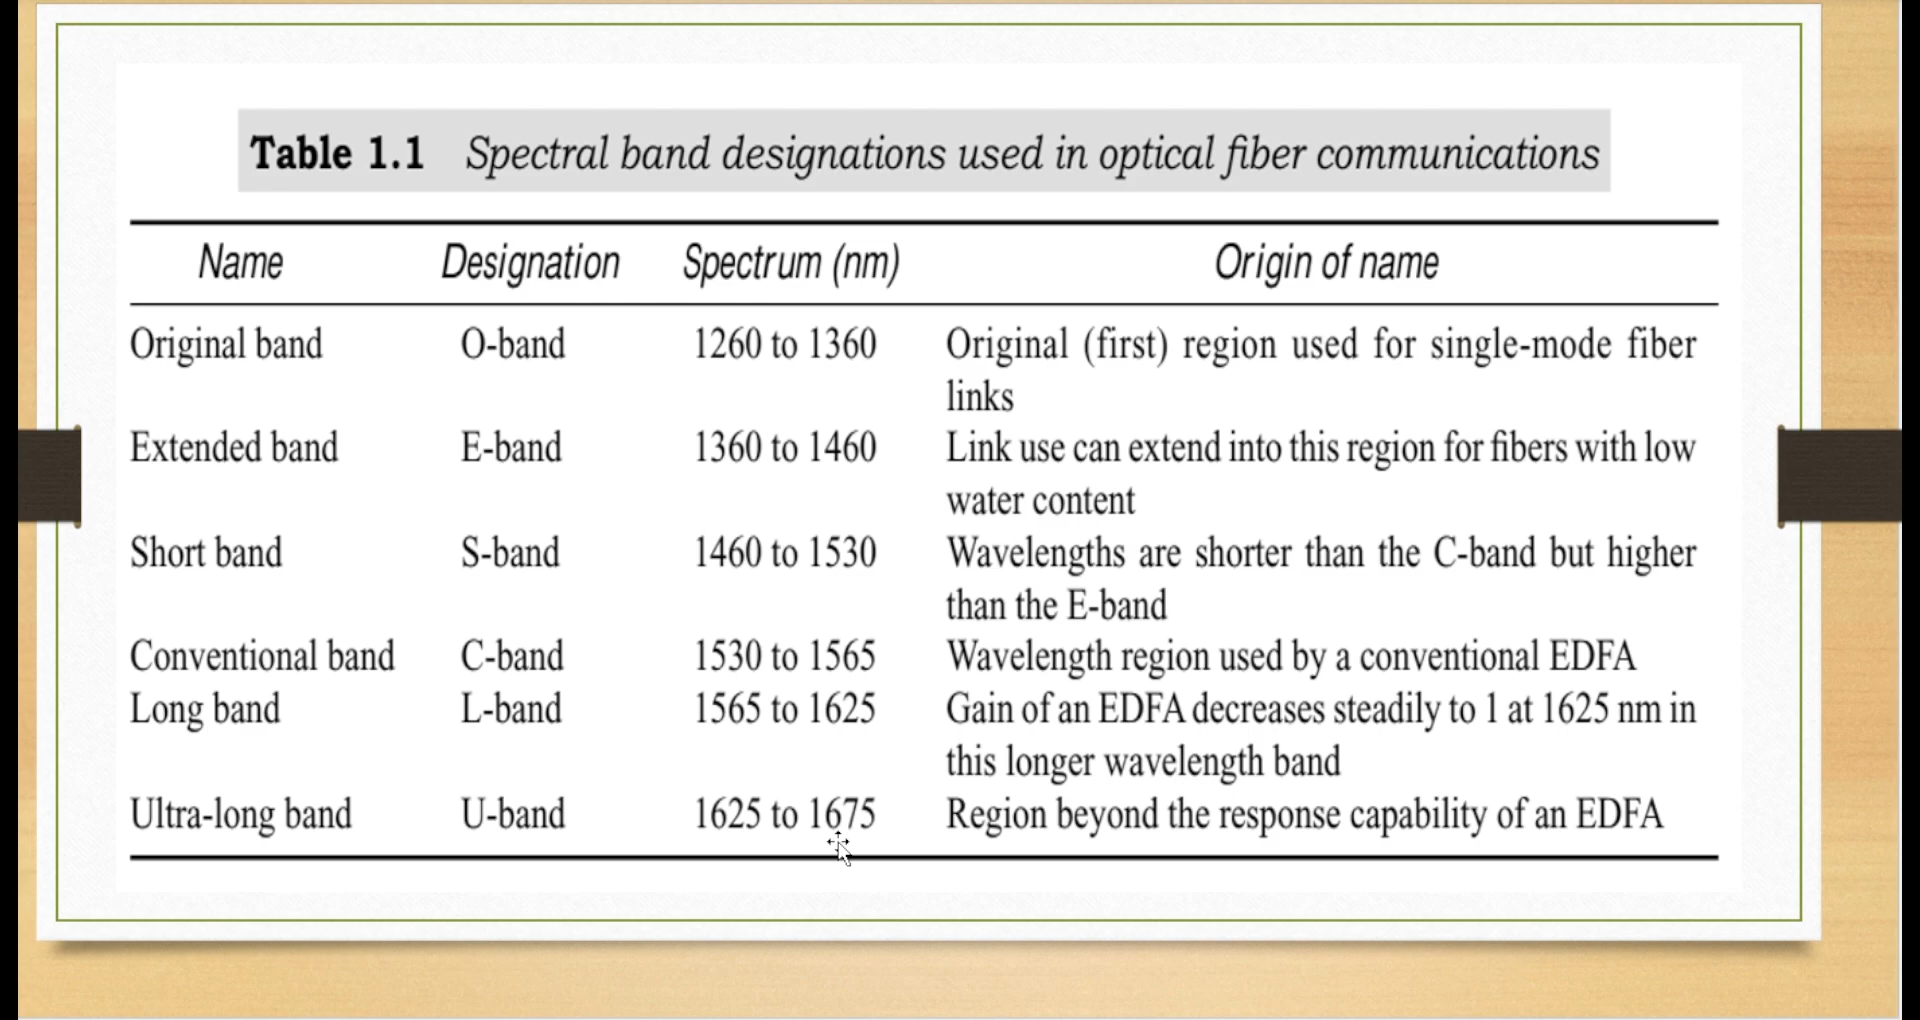 Table 1.1 Spectral band designations used in optical fiber communications
Name Designation Spectrum (nm) Origin of name
Original band O-band 1260 to 1360 Original (first) region used for single-mode fiber
links
Extended band E-band 1360 to 1460 Link use can extend into this region for fibers with low
water content
Short band S-band 1460 to 1530 Wavelengths are shorter than the C-band but higher
than the E-band
Conventional band C-band 1530 to 1565 Wavelength region used by a conventional EDFA
Long band L-band 1565 to 1625 Gain of an EDFA decreases steadily to 1 at 1625 nm in
this longer wavelength band
Ultra-long band U-band 1625 to 1675 Region beyond the response capability of an EDFA